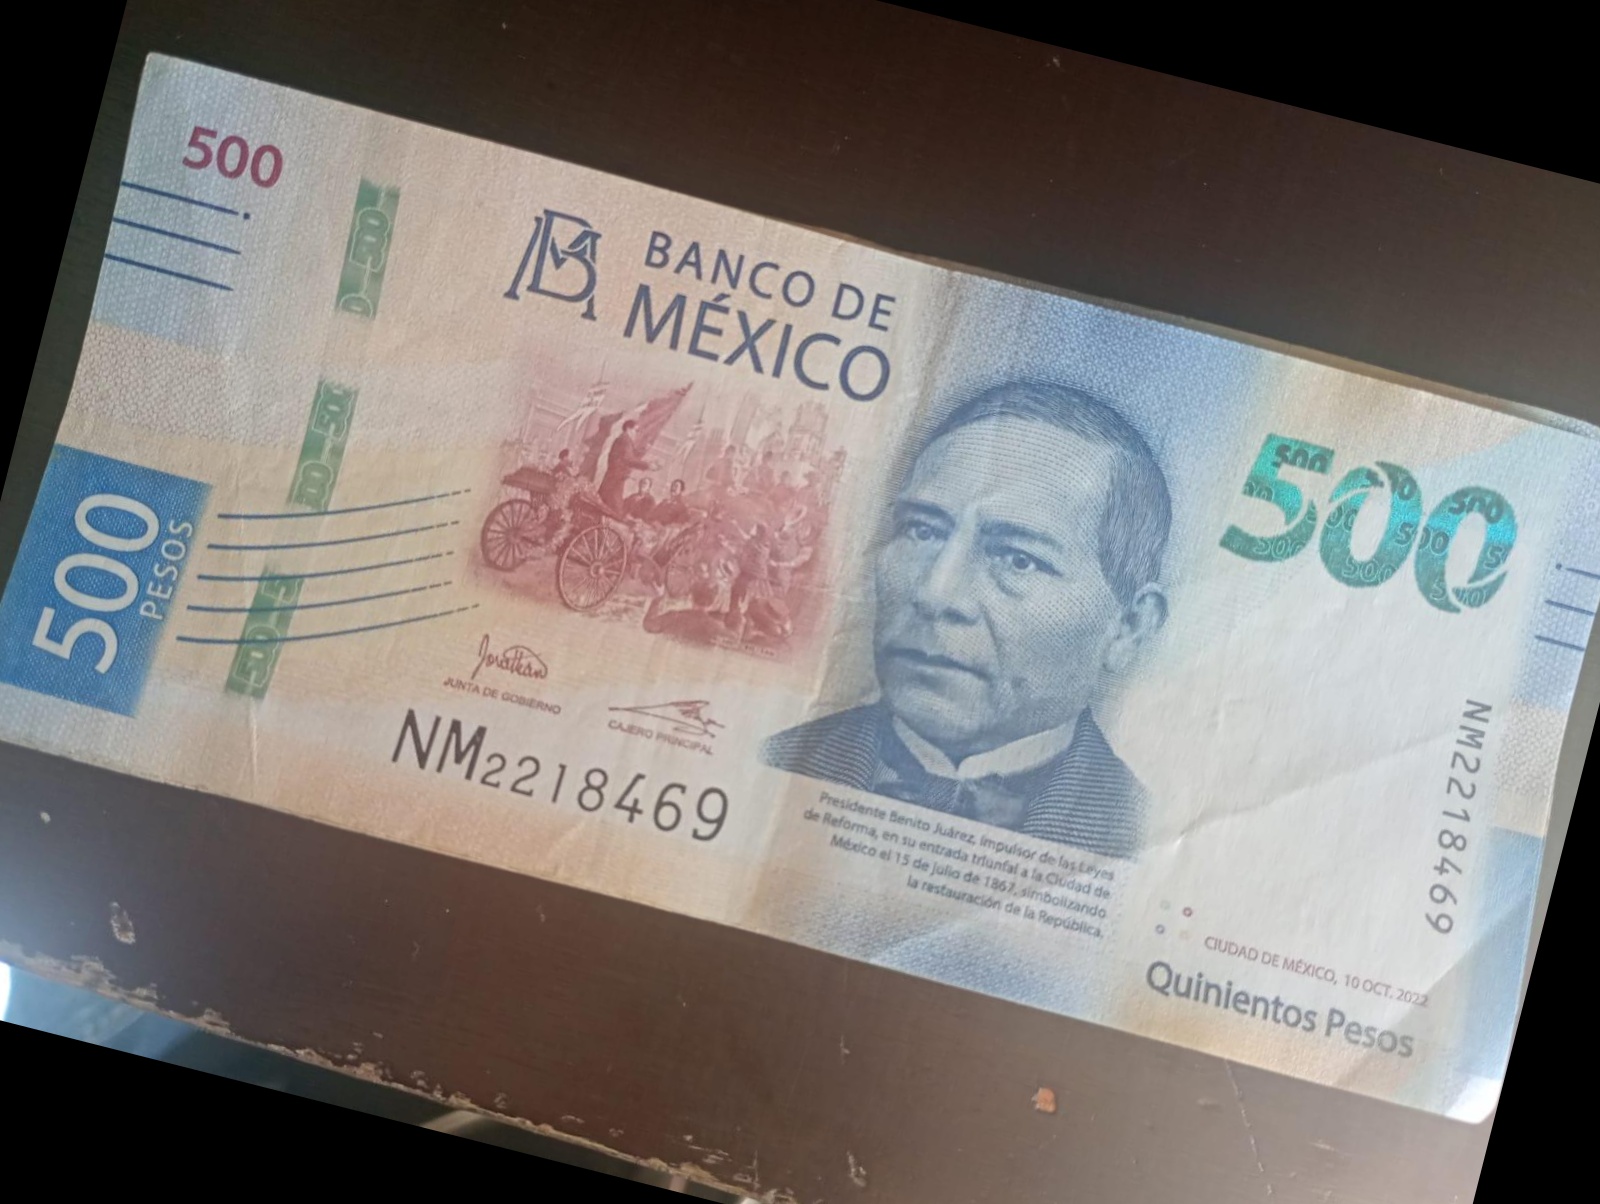 500
BM
BANCO DE
MÉXICO
500
500
PESOS
JUNTA DE GOBIERNO
CAJERO PRINCIPAL
NM2218469
Presidente Benito Juárez, impulsor de las Leyes
de Reforma, en su entrada triunfal a la Ciudad de
México el 15 de julio de 1867, simbolizando
la restauración de la República.
NM2218469
CIUDAD DE MÉXICO, 10 OCT. 2022
Quinientos Pesos